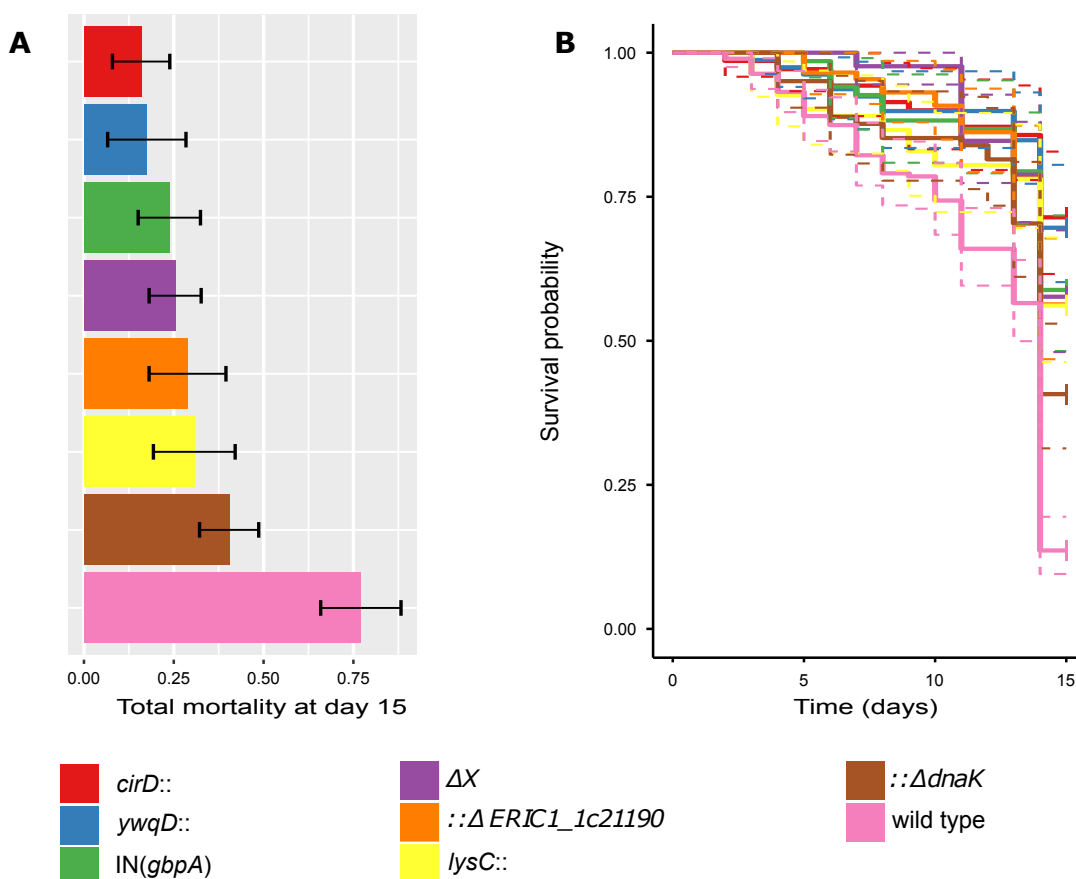 A
B
1.00
0.75
0.50
0.25
0.00
Survival probability
0.00 0.25 0.50 0.75
Total mortality at day 15
0 5 10 15
Time (days)
cirD::
ywqD::
IN(gbpA)
ΔX
::Δ ERIC1_1c21190
lysC::
::ΔdnaK
wild type